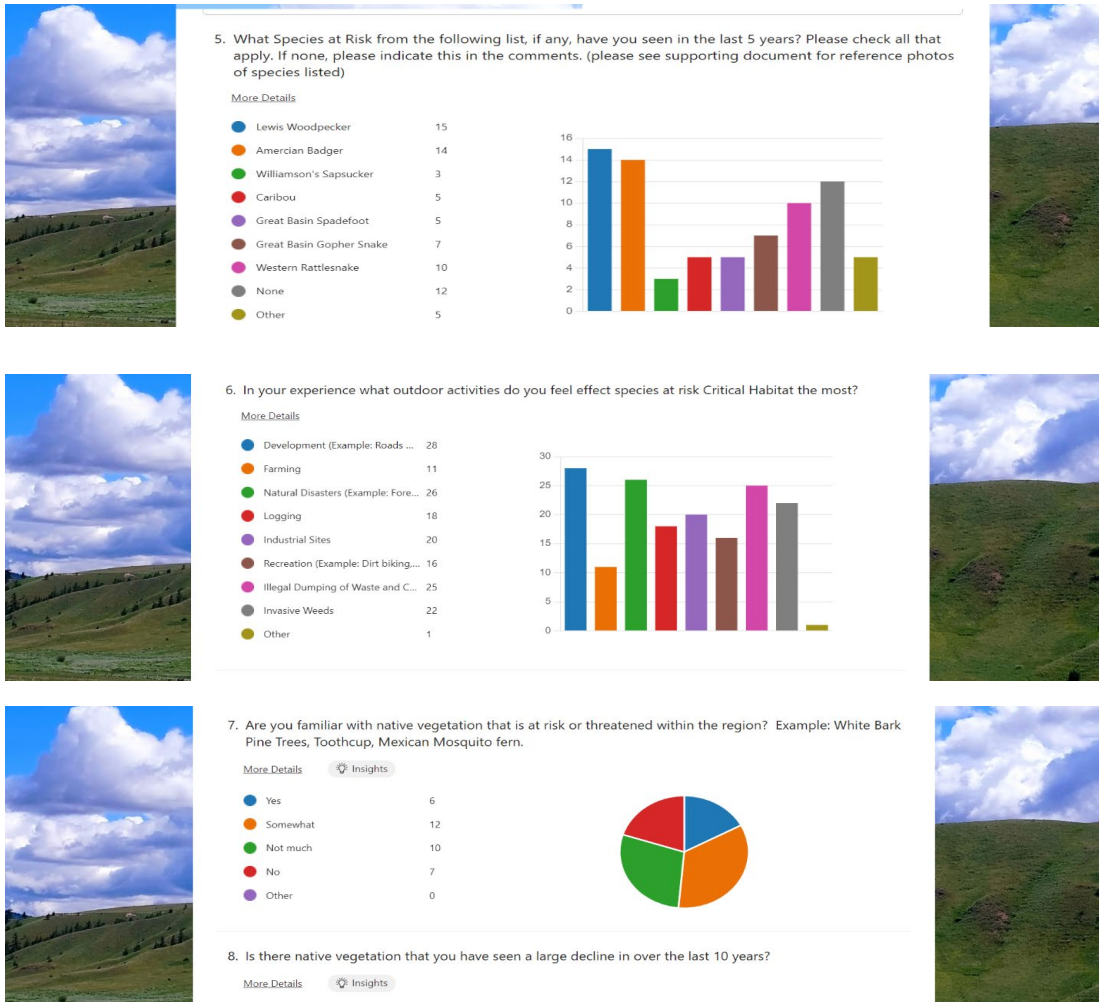 5. What Species at Risk from the following list, if any, have you seen in the last 5 years? Please check all that
apply. If none, please indicate this in the comments. (please see supporting document for reference photos
of species listed)
More Details
Lewis Woodpecker 15
Amercian Badger 14
Williamson's Sapsucker 3
Caribou 5
Great Basin Spadefoot 5
Great Basin Gopher Snake 7
Western Rattlesnake 10
None 12
Other 5
16
14
12
10
8
6
4
2
0
6. In your experience what outdoor activities do you feel effect species at risk Critical Habitat the most?
More Details
Development (Example: Roads ... 28
Farming 11
Natural Disasters (Example: Fore... 26
Logging 18
Industrial Sites 20
Recreation (Example: Dirt biking,... 16
Illegal Dumping of Waste and C... 25
Invasive Weeds 22
Other 1
30
25
20
15
10
5
0
7. Are you familiar with native vegetation that is at risk or threatened within the region? Example: White Bark
Pine Trees, Toothcup, Mexican Mosquito fern.
More Details Insights
Yes 6
Somewhat 12
Not much 10
No 7
Other 0
8. Is there native vegetation that you have seen a large decline in over the last 10 years?
More Details Insights